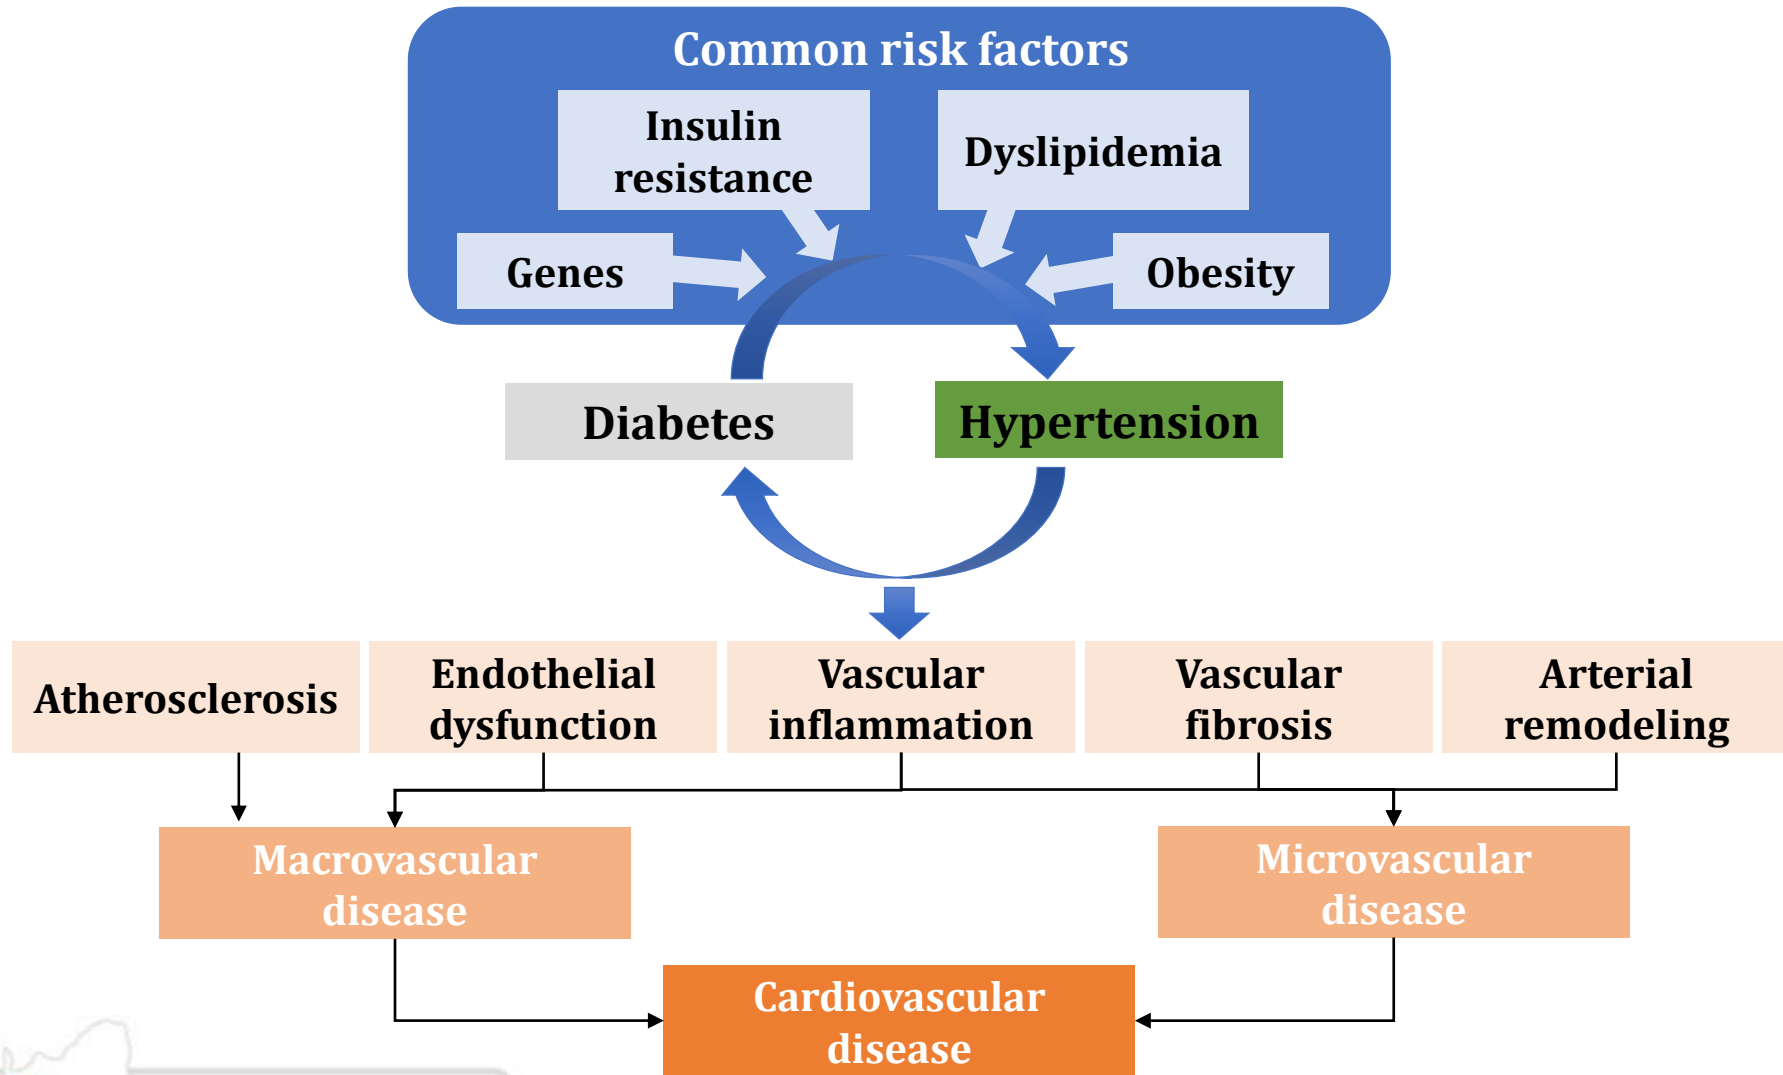 Common risk factors
Insulin
resistance
Dyslipidemia
Genes
Obesity
Diabetes
Hypertension
Atherosclerosis
Endothelial
dysfunction
Vascular
inflammation
Vascular
fibrosis
Arterial
remodeling
Macrovascular
disease
Microvascular
disease
Cardiovascular
disease